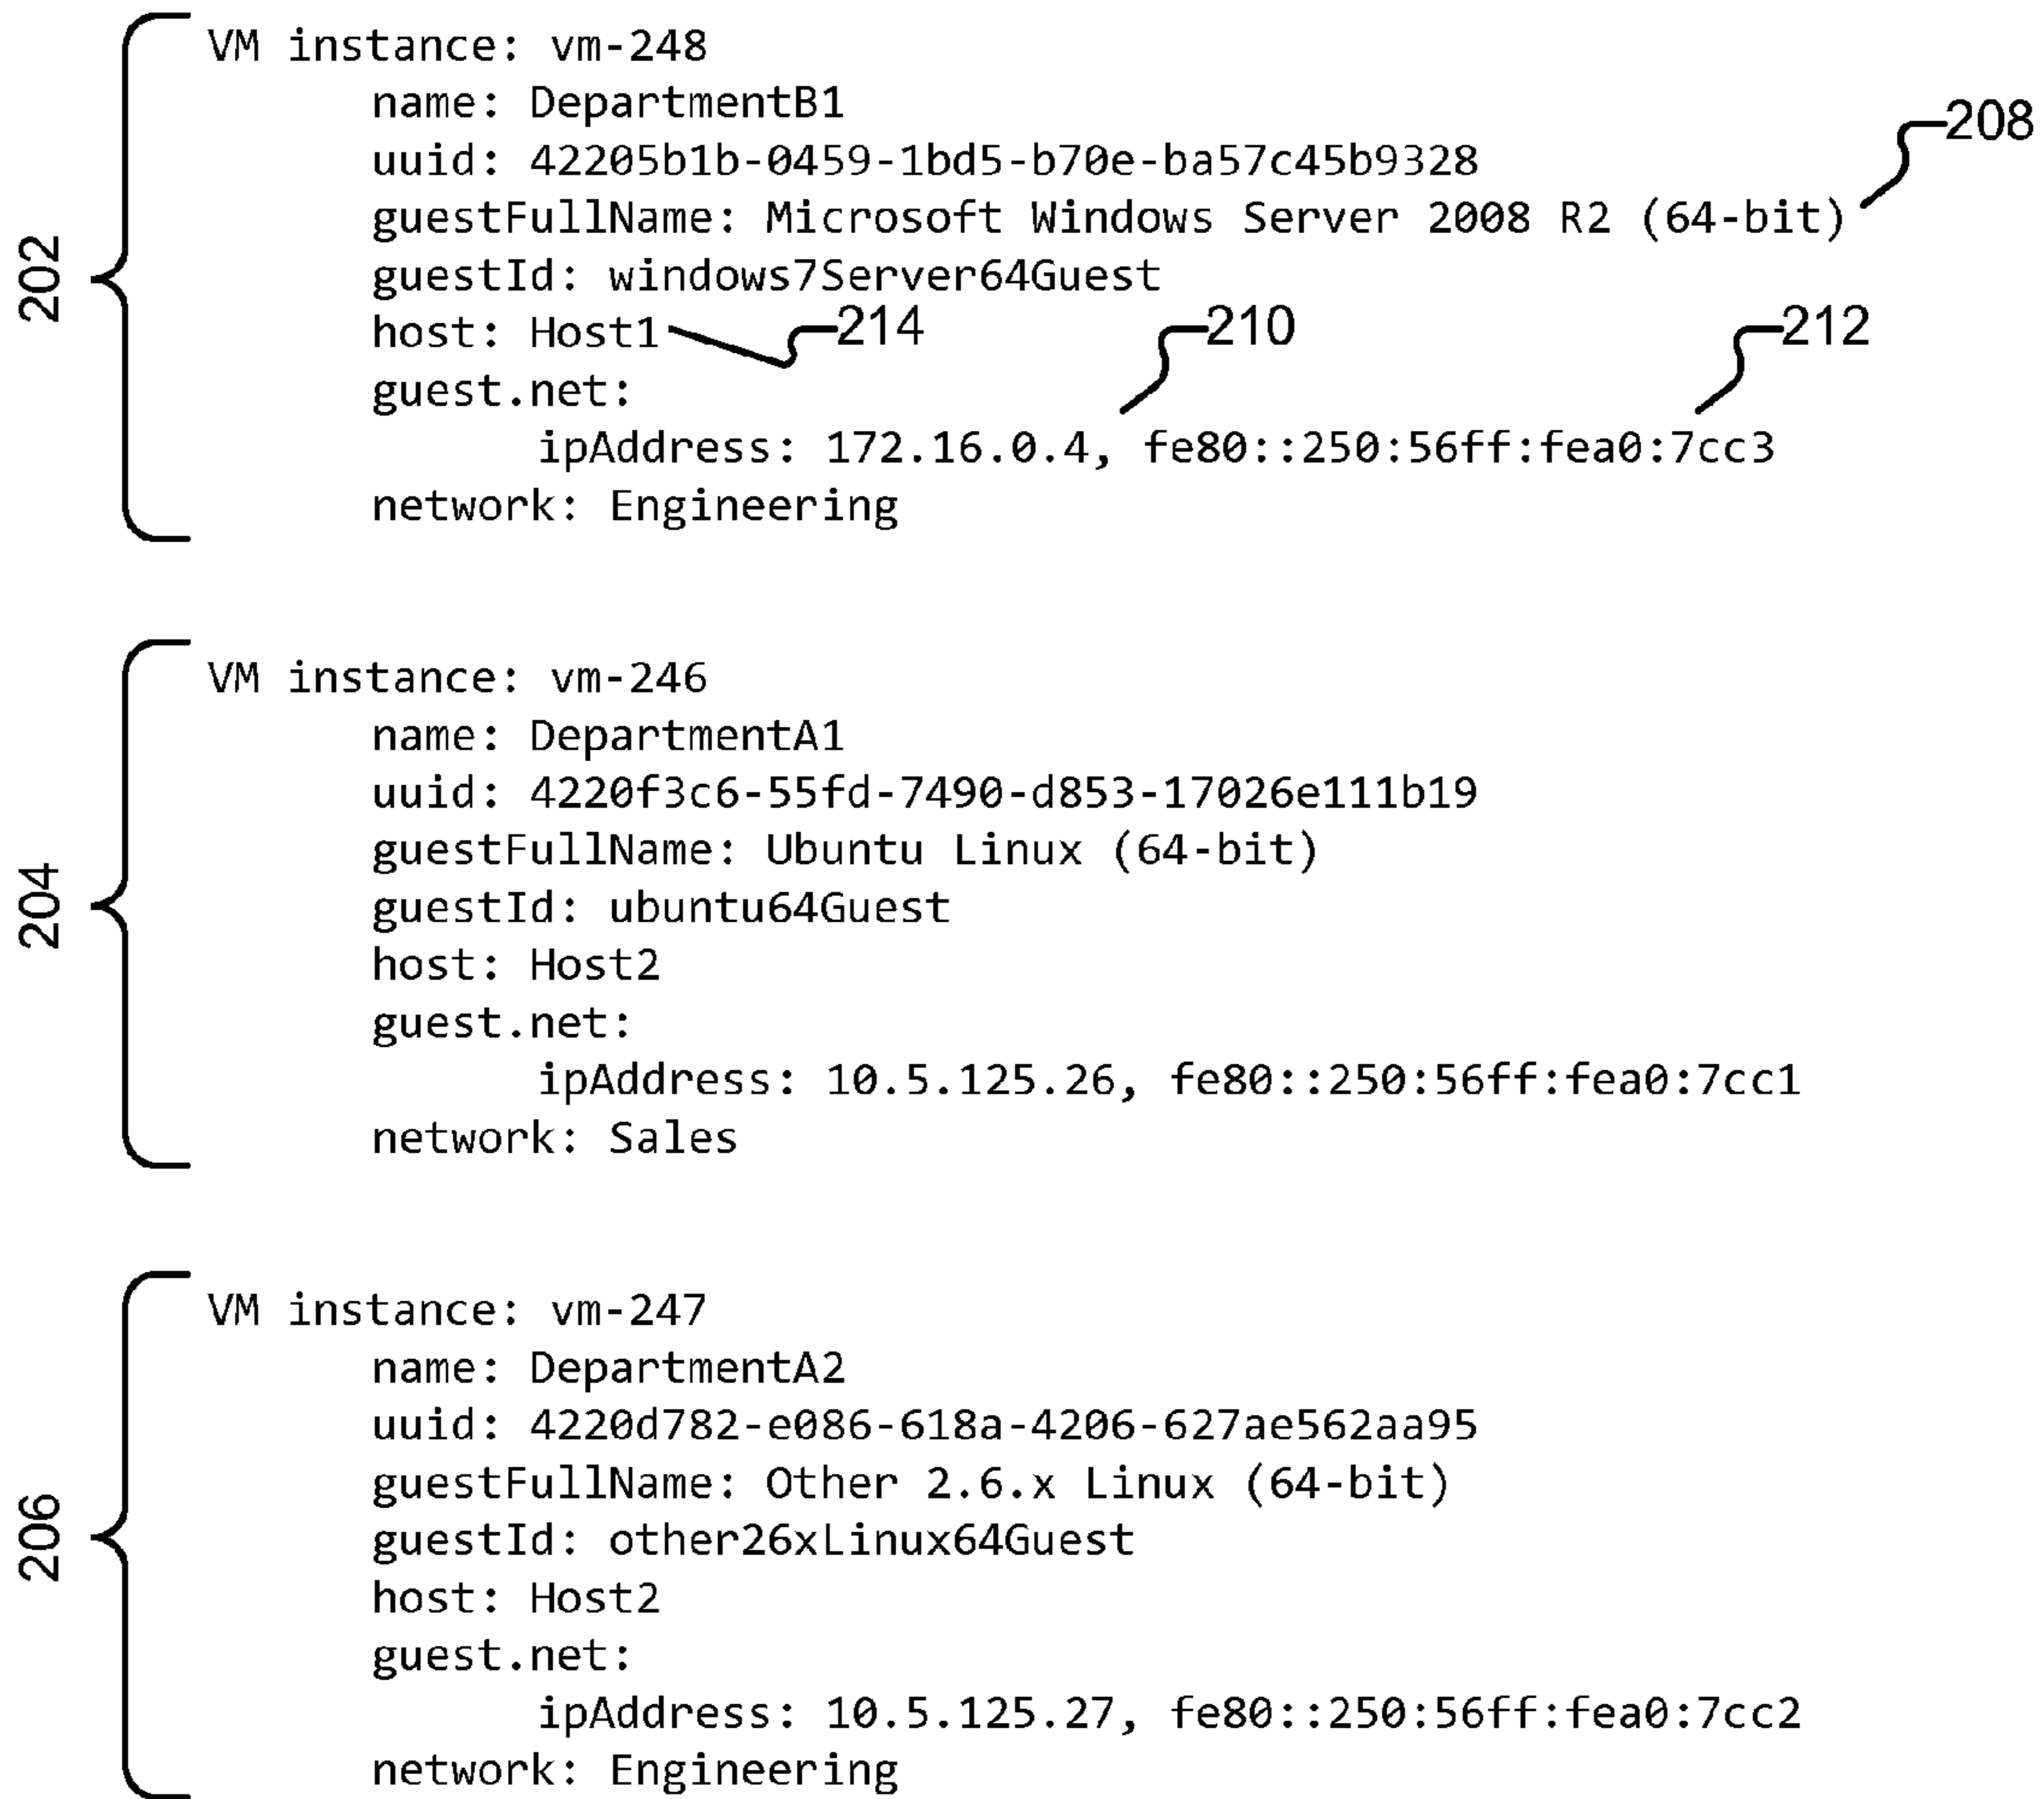 VM instance: vm-248
name: DepartmentB1
208
uuid: 42205b1b-0459-1bd5-b70e-ba57c45b9328
guestFullName: Microsoft Windows Server 2008 R2 (64-bit)
202
guestId: windows7Server64Guest
host: Host1
214
210
212
guest.net:
ipAddress: 172.16.0.4, fe80::250:56ff:fea0:7cc3
network: Engineering
VM instance: vm-246
name: DepartmentA1
uuid: 4220f3c6-55fd-7490-d853-17026e111b19
guestFullName: Ubuntu Linux (64-bit)
204
guestId: ubuntu64Guest
host: Host2
guest.net:
ipAddress: 10.5.125.26, fe80::250:56ff:fea0:7cc1
network: Sales
VM instance: vm-247
name: DepartmentA2
uuid: 4220d782-e086-618a-4206-627ae562aa95
guestFullName: Other 2.6.x Linux (64-bit)
206
guestId: other26xLinux64Guest
host: Host2
guest.net:
ipAddress: 10.5.125.27, fe80::250:56ff:fea0:7cc2
network: Engineering